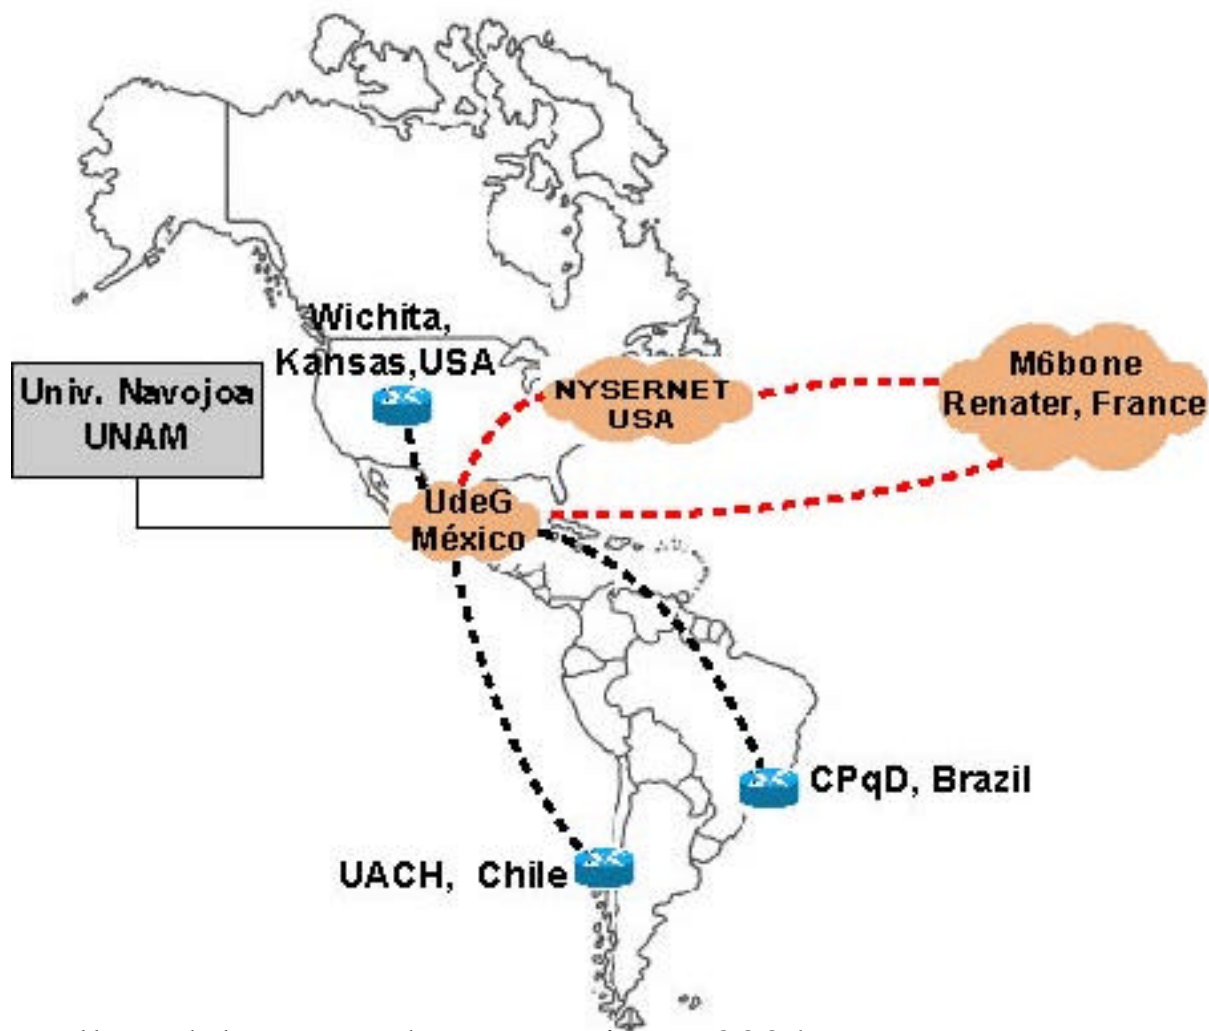 Wichita,
Kansas,USA
Univ. Navojoa
UNAM
NYSERNET
USA
M6bone
Renater, France
UdeG
México
CPqD, Brazil
UACH, Chile